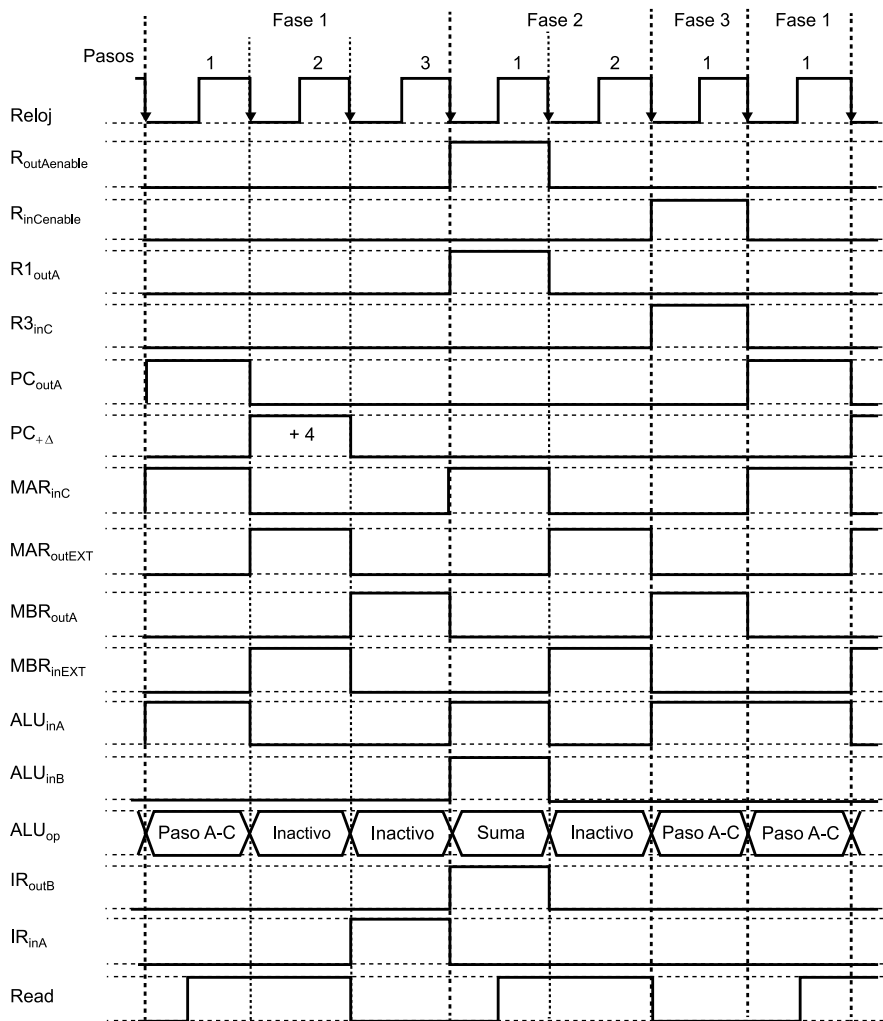 Fase 1 Fase 2 Fase 3 Fase 1
Pasos 1 2 3 1 2 1 1
Reloj
RoutAenable
RinCenable
R1outA
R3inC
PCoutA
PC+Δ + 4
MARinC
MARoutEXT
MBRoutA
MBRinEXT
ALUinA
ALUinB
ALUop Paso A-C Inactivo Inactivo Suma Inactivo Paso A-C Paso A-C
IRoutB
IRinA
Read